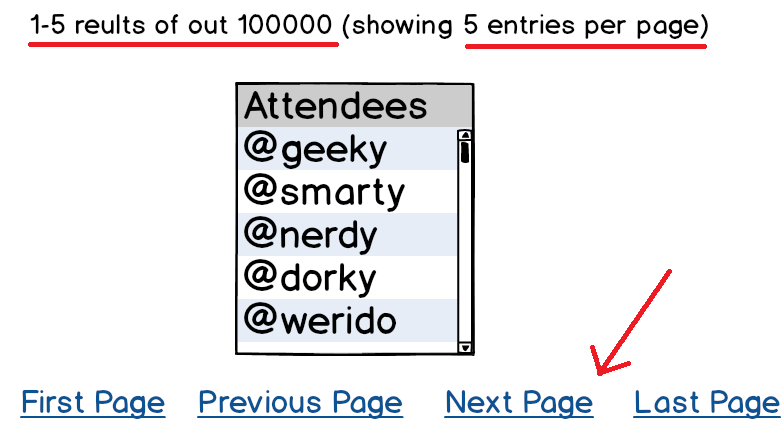 1-5 reults of out 100000 (showing 5 entries per page)
Attendees
@geeky
@smarty
@nerdy
@dorky
@werido
First Page Previous Page Next Page Last Page